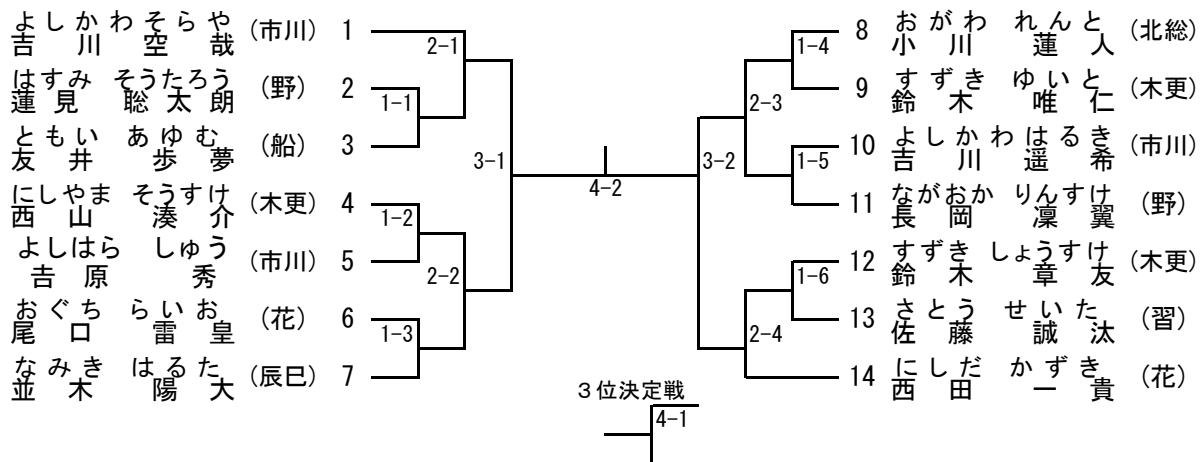 よしかわそらや
吉川空哉 (市川) 1
はすみ そうたろう
蓮見 聡太朗 (野) 2
ともい あゆむ
友井 歩夢 (船) 3
にしやま そうすけ
西山 湊介 (木更) 4
よしはら しゅう
吉原 秀 (市川) 5
おぐち らいお
尾口 雷皇 (花) 6
なみき はるた
並木 陽大 (辰巳) 7
2-1
1-1
3-1
1-2
2-2
1-3
4-2
3位決定戦
4-1
おがわ れんと
8 小川 蓮人 (北総)
すずき ゆいと
9 鈴木 唯仁 (木更)
よしかわはるき
10 吉川遥希 (市川)
ながおか りんすけ
11 長岡 凜翼 (野)
すずき しょうすけ
12 鈴木 章友 (木更)
さとう せいた
13 佐藤 誠汰 (習)
にしだ かずき
14 西田 一貴 (花)
1-4
2-3
1-5
3-2
1-6
2-4